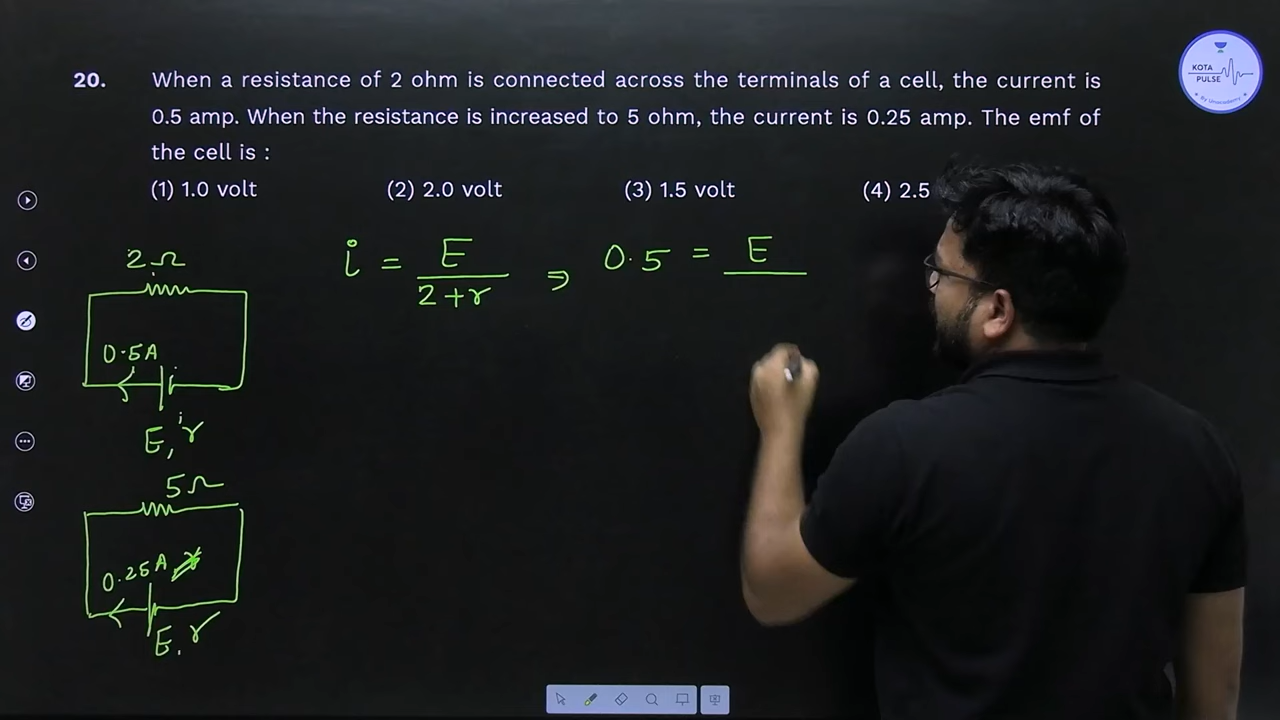 20. When a resistance of 2 ohm is connected across the terminals of a cell, the current is
0.5 amp. When the resistance is increased to 5 ohm, the current is 0.25 amp. The emf of
the cell is :
(1) 1.0 volt (2) 2.0 volt (3) 1.5 volt (4) 2.5
i = E / 2+r ⇒ 0.5 = E
2Ω
0.5A
E, r
5Ω
0.25A
E, r
KOTA
PULSE
By Unacademy